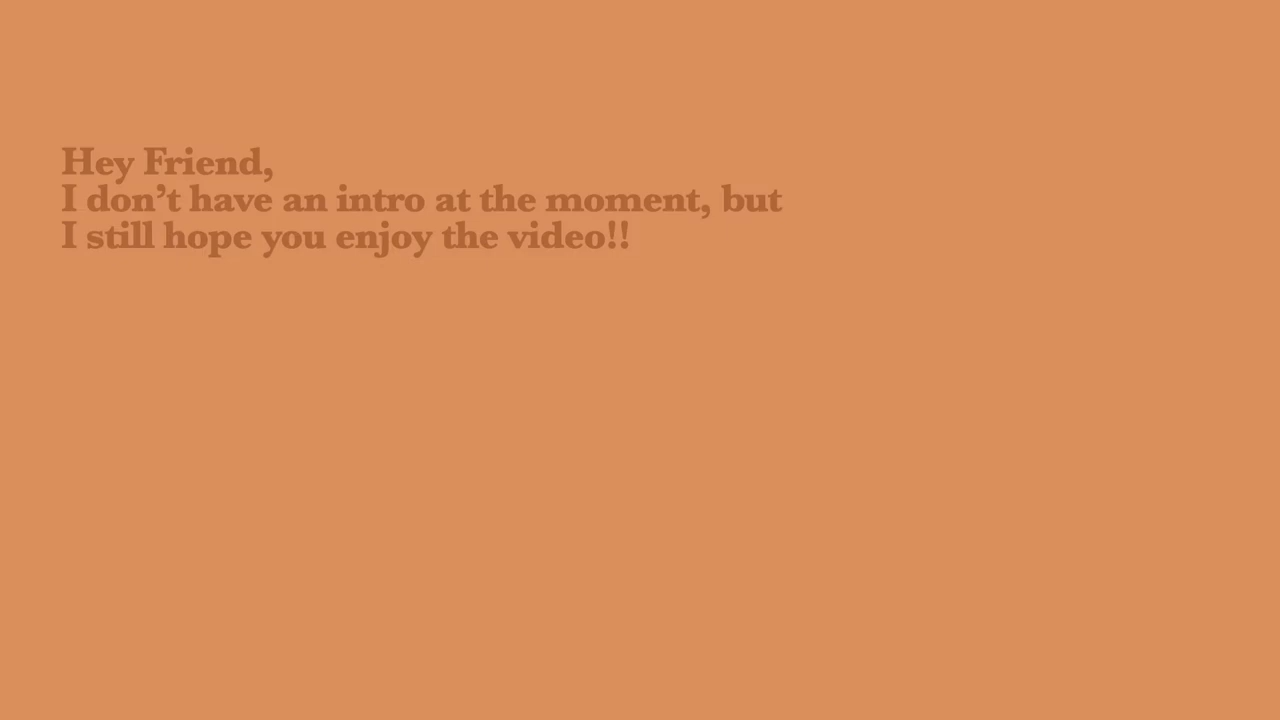 Hey Friend,
I don’t have an intro at the moment, but
I still hope you enjoy the video!!